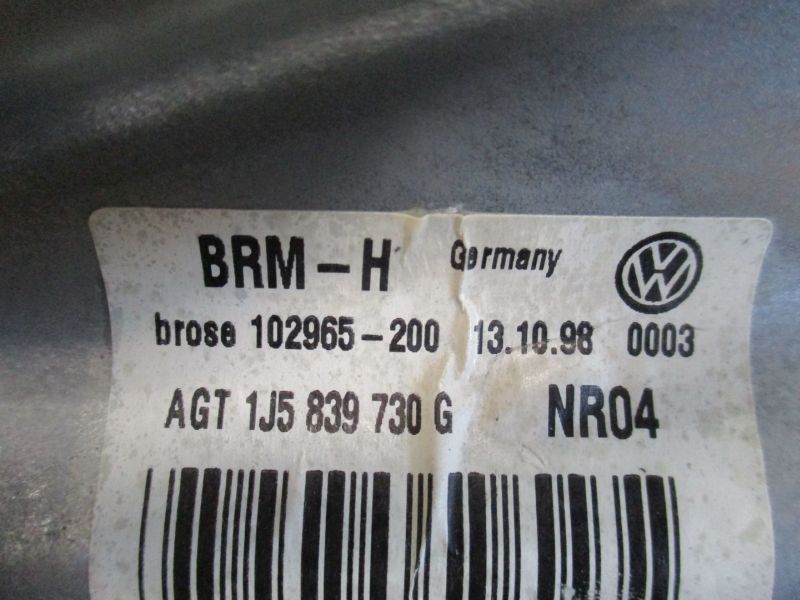 BRM-H Germany
brose 102965-200 13.10.98 0003
AGT 1J5 839 730 G NR04